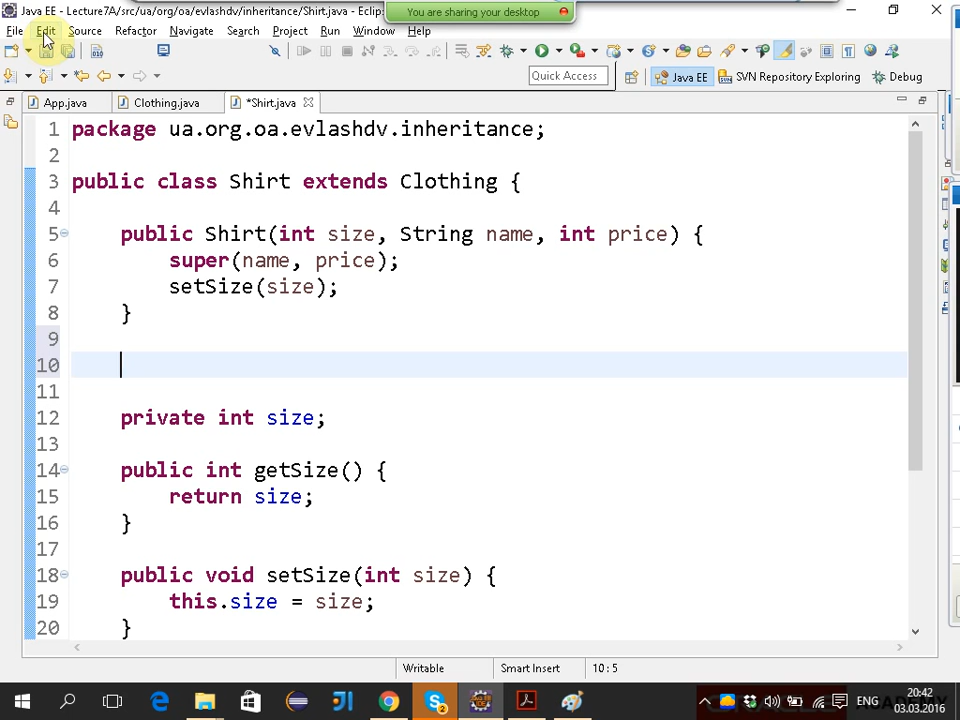 Java EE - Lecture7A/src/ua/org/oa/evlashdv/inheritance/Shirt.java - Eclip
You are sharing your desktop
File Edit Source Refactor Navigate Search Project Run Window Help
Quick Access Java EE SVN Repository Exploring Debug
App.java Clothing.java *Shirt.java
1 package ua.org.oa.evlashdv.inheritance;
2
3 public class Shirt extends Clothing {
4
5 public Shirt(int size, String name, int price) {
6 super(name, price);
7 setSize(size);
8 }
9
10
11
12 private int size;
13
14 public int getSize() {
15 return size;
16 }
17
18 public void setSize(int size) {
19 this.size = size;
20 }
Writable Smart Insert 10:5
ENG 20:42
03.03.2016